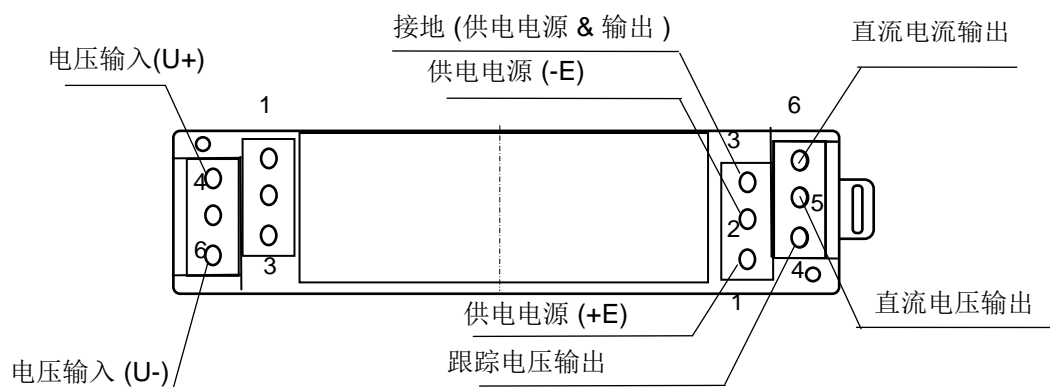 接地 (供电电源 & 输出 )
直流电流输出
电压输入(U+)
供电电源 (-E)
1
6
3
4
5
2
6
3
4
1
供电电源 (+E)
直流电压输出
跟踪电压输出
电压输入 (U-)